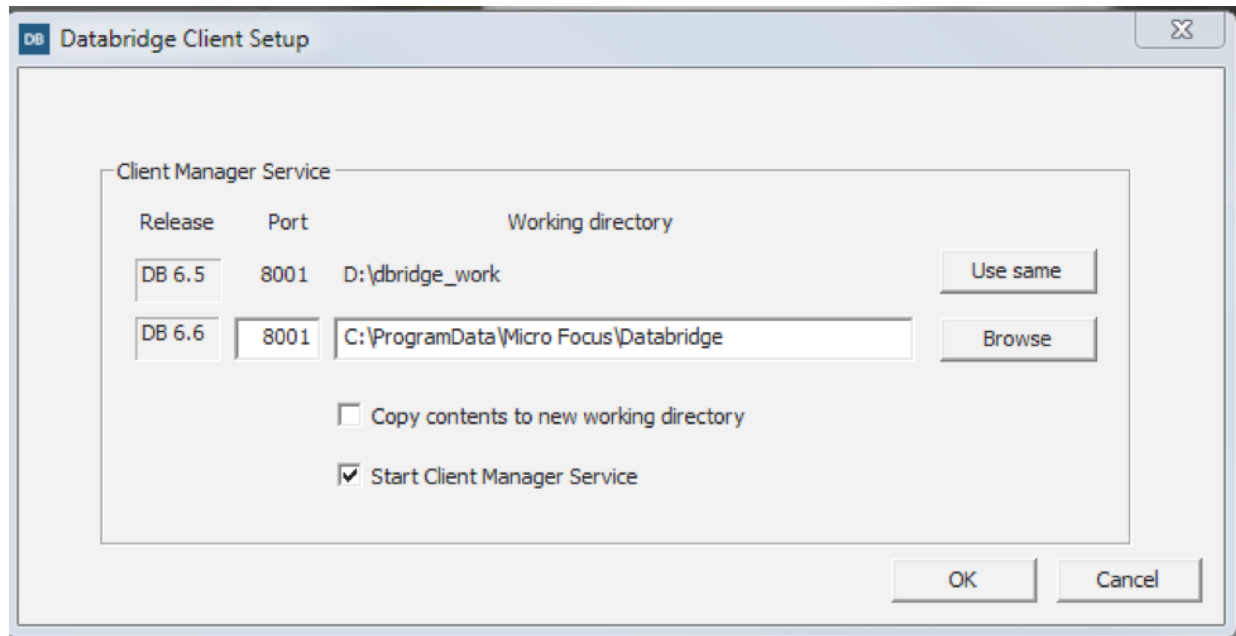 DB Databridge Client Setup
Client Manager Service
Release Port Working directory
DB 6.5 8001 D:\dbridge_work Use same
DB 6.6 8001 C:\ProgramData\Micro Focus\Databridge Browse
Copy contents to new working directory
Start Client Manager Service
OK Cancel